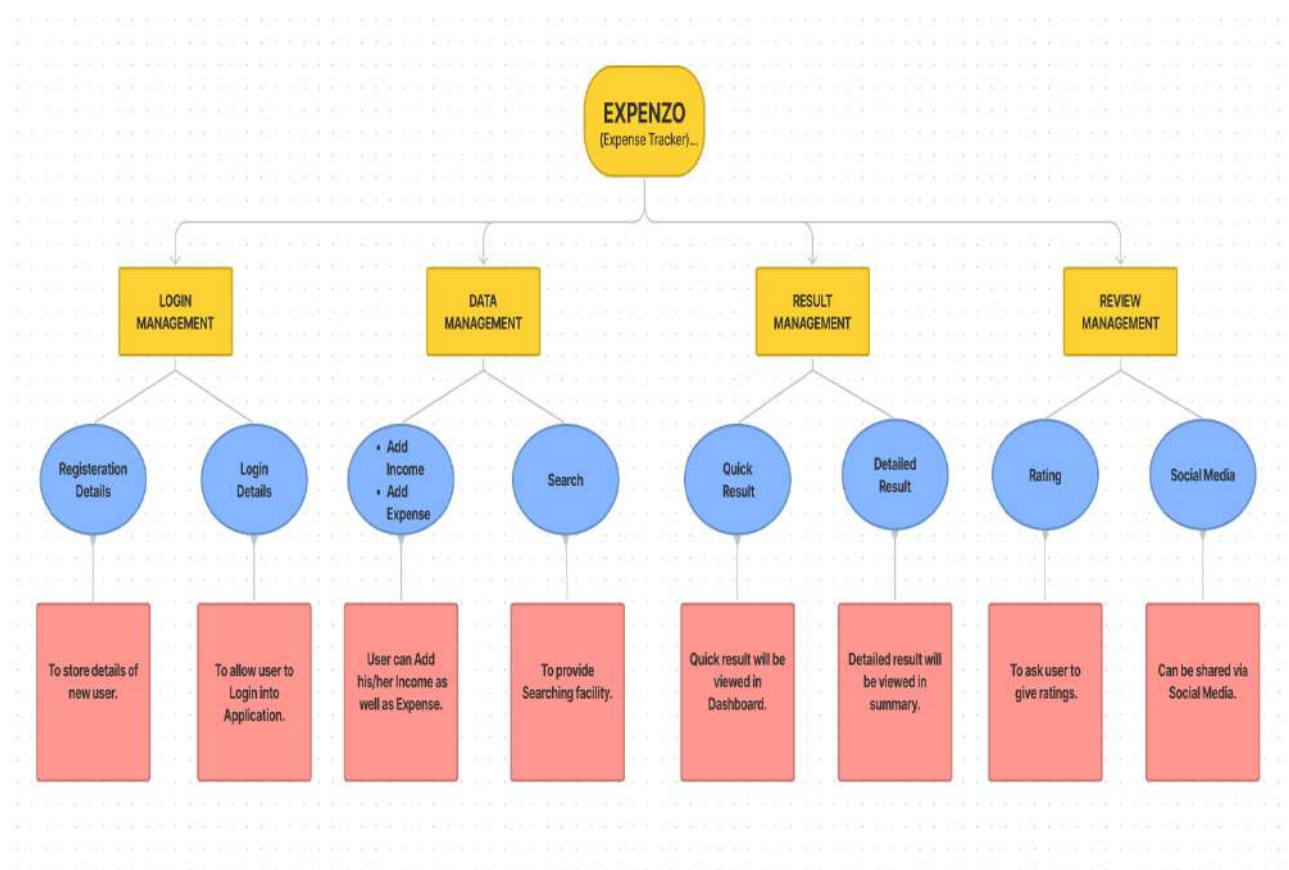 EXPENZO
(Expense Tracker)...
LOGIN
MANAGEMENT
DATA
MANAGEMENT
RESULT
MANAGEMENT
REVIEW
MANAGEMENT
Registeration
Details
Login
Details
• Add
Income
• Add
Expense
Search
Quick
Result
Detailed
Result
Rating
Social Media
To store details of
new user.
To allow user to
Login into
Application.
User can Add
his/her Income as
well as Expense.
To provide
Searching facility.
Quick result will be
viewed in
Dashboard.
Detailed result will
be viewed in
summary.
To ask user to
give ratings.
Can be shared via
Social Media.